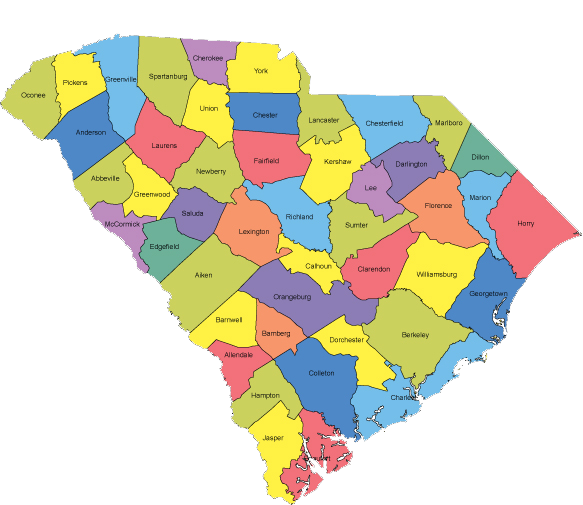 Cherokee
York
Spartanburg
Greenville
Pickens
Oconee
Union
Chester
Lancaster
Chesterfield
Marlboro
Anderson
Laurens
Dillon
Fairfield
Kershaw
Darlington
Newberry
Abbeville
Lee
Greenwood
Marion
Florence
Saluda
Richland
McCormick
Sumter
Horry
Lexington
Edgefield
Calhoun
Clarendon
Aiken
Williamsburg
Orangeburg
Georgetown
Barnwell
Bamberg
Berkeley
Dorchester
Allendale
Colleton
Hampton
Jasper